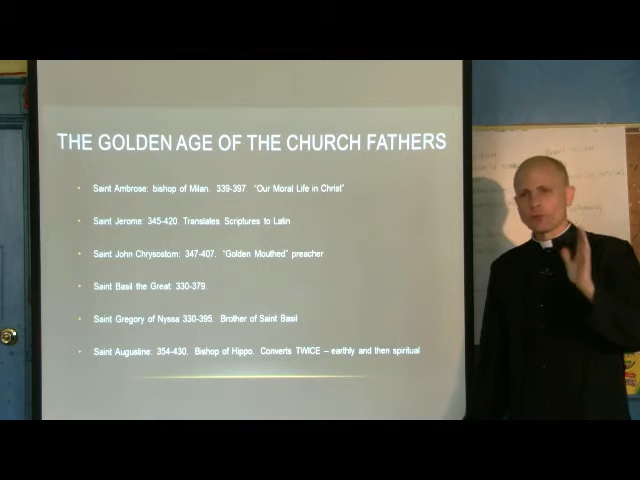 THE GOLDEN AGE OF THE CHURCH FATHERS
• Saint Ambrose: bishop of Milan. 339-397. "Our Moral Life in Christ"
• Saint Jerome: 345-420. Translates Scriptures to Latin
• Saint John Chrysostom: 347-407. "Golden Mouthed" preacher
• Saint Basil the Great: 330-379.
• Saint Gregory of Nyssa 330-395. Brother of Saint Basil
• Saint Augustine: 354-430. Bishop of Hippo. Converts TWICE – earthly and then spiritual